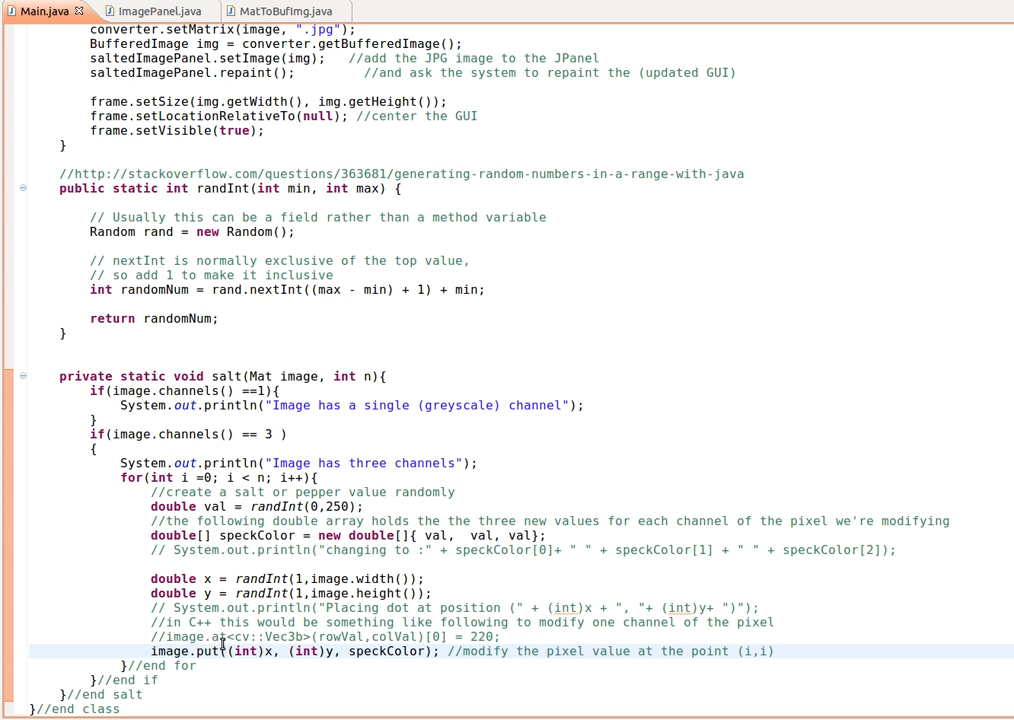 Main.java ImagePanel.java MatToBufImg.java
converter.setMatrix(image, ".jpg");
BufferedImage img = converter.getBufferedImage();
saltedImagePanel.setImage(img); //add the JPG image to the JPanel
saltedImagePanel.repaint(); //and ask the system to repaint the (updated GUI)
frame.setSize(img.getWidth(), img.getHeight());
frame.setLocationRelativeTo(null); //center the GUI
frame.setVisible(true);
}
//http://stackoverflow.com/questions/363681/generating-random-numbers-in-a-range-with-java
public static int randInt(int min, int max) {
// Usually this can be a field rather than a method variable
Random rand = new Random();
// nextInt is normally exclusive of the top value,
// so add 1 to make it inclusive
int randomNum = rand.nextInt((max - min) + 1) + min;
return randomNum;
}
private static void salt(Mat image, int n){
if(image.channels() ==1){
System.out.println("Image has a single (greyscale) channel");
}
if(image.channels() == 3 )
{
System.out.println("Image has three channels");
for(int i =0; i < n; i++){
//create a salt or pepper value randomly
double val = randInt(0,250);
//the following double array holds the the three new values for each channel of the pixel we're modifying
double[] speckColor = new double[]{ val,  val, val};
// System.out.println("changing to :" + speckColor[0]+ " " + speckColor[1] + " " + speckColor[2]);
double x = randInt(1,image.width());
double y = randInt(1,image.height());
// System.out.println("Placing dot at position (" + (int)x + ", "+ (int)y+ ")");
//in C++ this would be something like following to modify one channel of the pixel
//image.at<cv::Vec3b>(rowVal,colVal)[0] = 220;
image.put((int)x, (int)y, speckColor); //modify the pixel value at the point (i,i)
}//end for
}//end if
}//end salt
}//end class